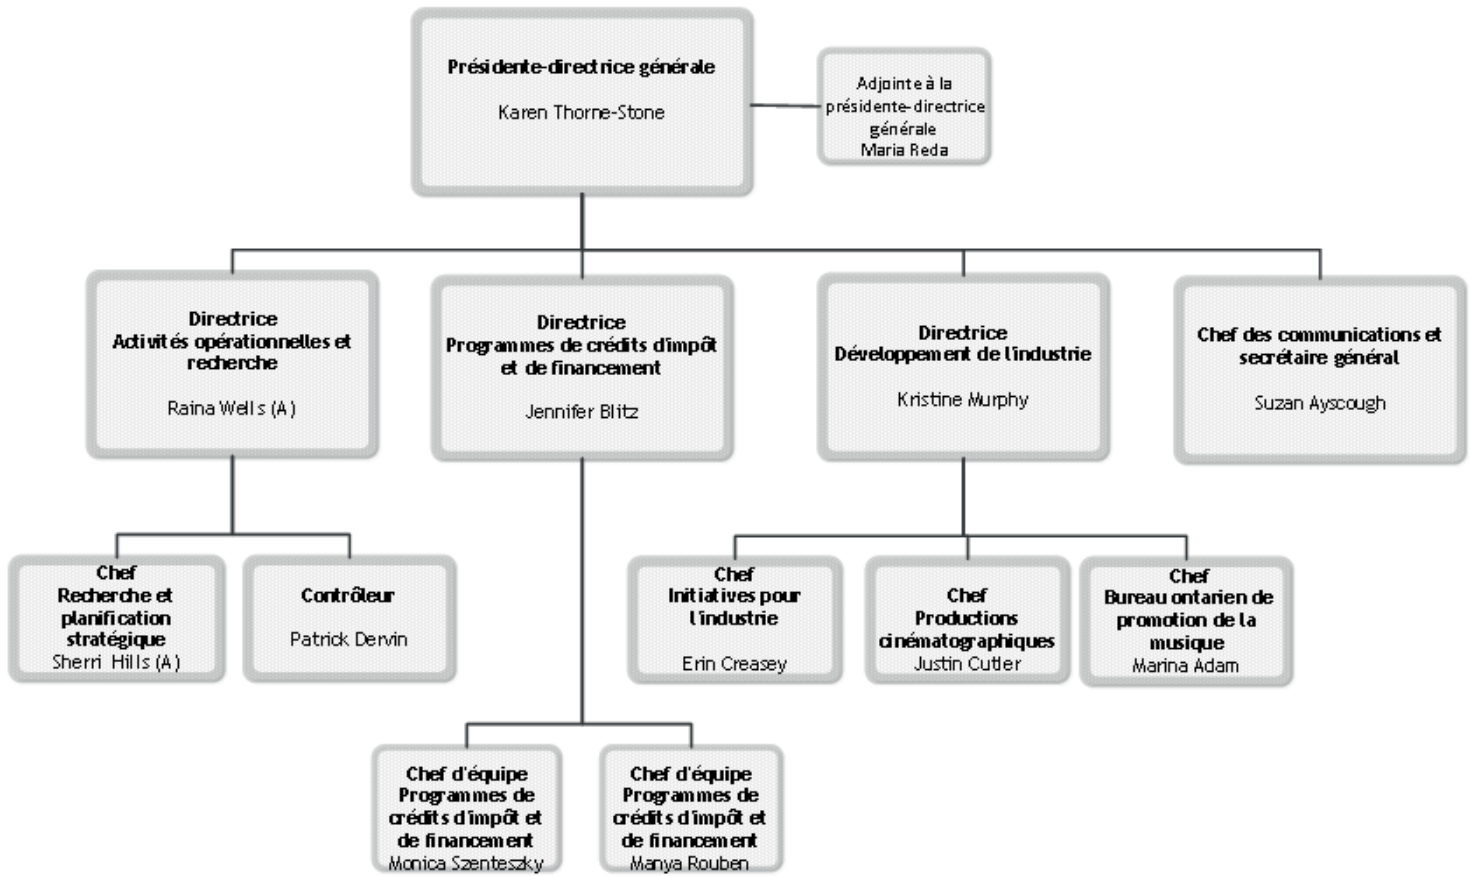 Présidente-directrice générale
Karen Thorne-Stone
Adjointe à la
présidente-directrice
générale
Maria Reda
Directrice
Activités opérationnelles et
recherche
Raina Wells (A)
Directrice
Programmes de crédits d'impôt
et de financement
Jennifer Blitz
Directrice
Développement de l'industrie
Kristine Murphy
Chef des communications et
secrétaire général
Suzan Ayscough
Chef
Recherche et
planification
stratégique
Sherri Hills (A)
Contrôleur
Patrick Dervin
Chef
Initiatives pour
l'industrie
Erin Creasey
Chef
Productions
cinématographiques
Justin Cutler
Chef
Bureau ontarien de
promotion de la
musique
Marina Adam
Chef d'équipe
Programmes de
crédits d'impôt et
de financement
Monica Szenteszky
Chef d'équipe
Programmes de
crédits d'impôt et
de financement
Manya Rouben